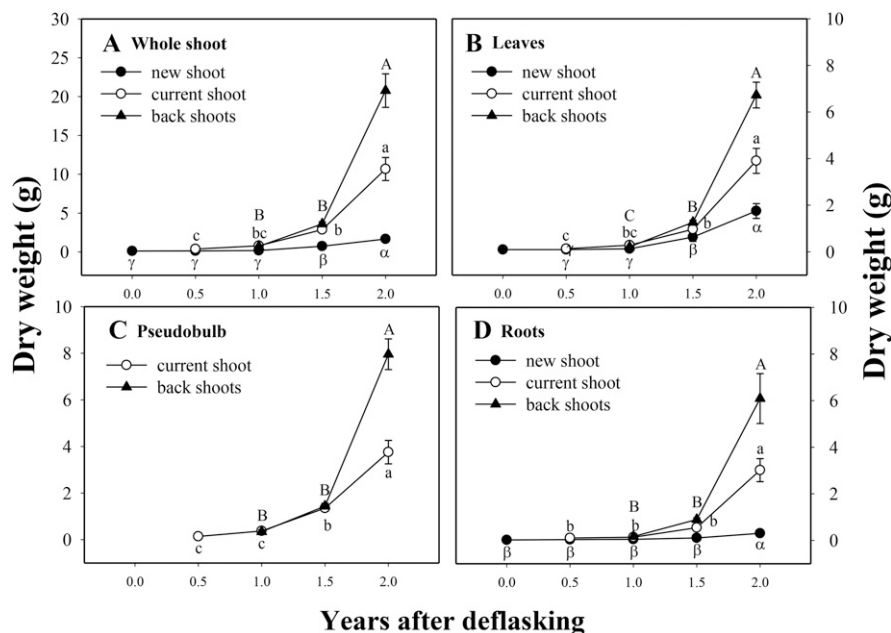 A Whole shoot
new shoot
current shoot
back shoots
30
25
20
15
10
5
0
0.0 0.5 1.0 1.5 2.0
c
B
bc
B
b
A
a
γ γ γ β α
B Leaves
new shoot
current shoot
back shoots
10
8
6
4
2
0
0.0 0.5 1.0 1.5 2.0
c
C
bc
B
b
A
a
γ γ β α
Dry weight (g)
Dry weight (g)
C Pseudobulb
current shoot
back shoots
10
8
6
4
2
0
0.0 0.5 1.0 1.5 2.0
B
B
A
c c b a
D Roots
new shoot
current shoot
back shoots
10
8
6
4
2
0
0.0 0.5 1.0 1.5 2.0
b
B
b
B
b
A
a
β β β β α
Years after deflasking